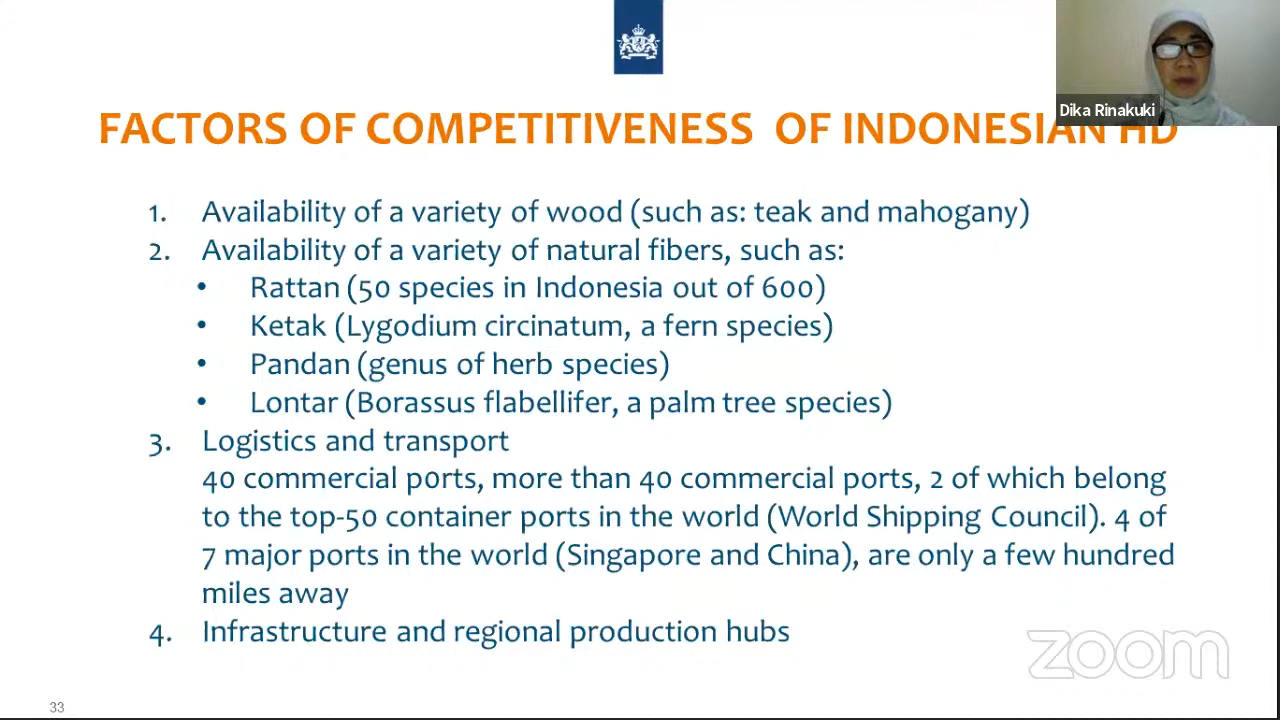 Dika Rinakuki
FACTORS OF COMPETITIVENESS OF INDONESIAN HD
1. Availability of a variety of wood (such as: teak and mahogany)
2. Availability of a variety of natural fibers, such as:
• Rattan (50 species in Indonesia out of 600)
• Ketak (Lygodium circinatum, a fern species)
• Pandan (genus of herb species)
• Lontar (Borassus flabellifer, a palm tree species)
3. Logistics and transport
40 commercial p0rts, more than 40 commercial ports, 2 of which belong
to the top-50 container ports in the world (World Shipping Council). 4 of
7 major ports in the world (Singapore and China), are only a few hundred
miles away
4. Infrastructure and regional production hubs
zoom
33